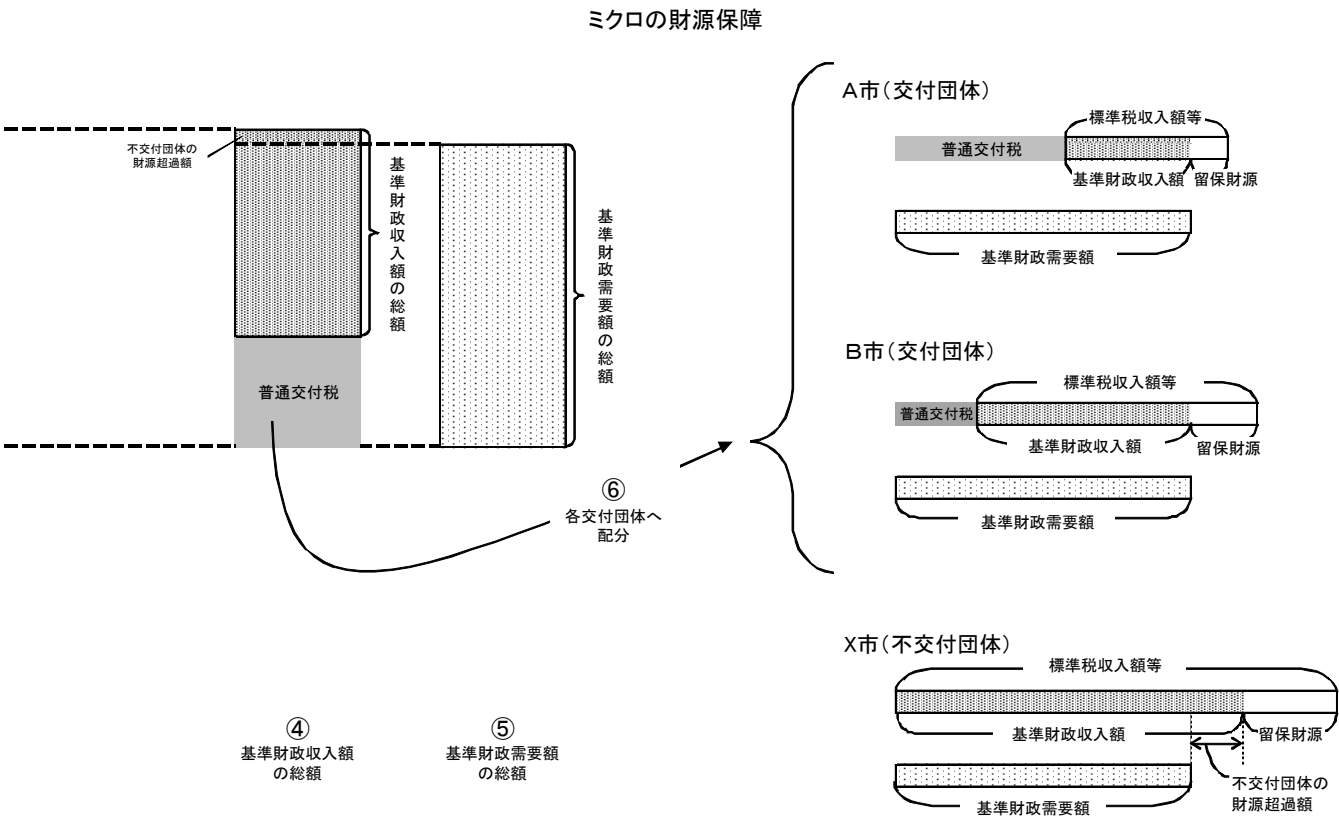 ミクロの財源保障
不交付団体の
財源超過額
基準財政収入額の総額
基準財政需要額の総額
普通交付税
⑥
各交付団体へ
配分
④
基準財政収入額
の総額
⑤
基準財政需要額
の総額
A市(交付団体)
標準税収入額等
普通交付税
基準財政収入額
留保財源
基準財政需要額
B市(交付団体)
標準税収入額等
普通交付税
基準財政収入額
留保財源
基準財政需要額
X市(不交付団体)
標準税収入額等
基準財政収入額
留保財源
不交付団体の
財源超過額
基準財政需要額